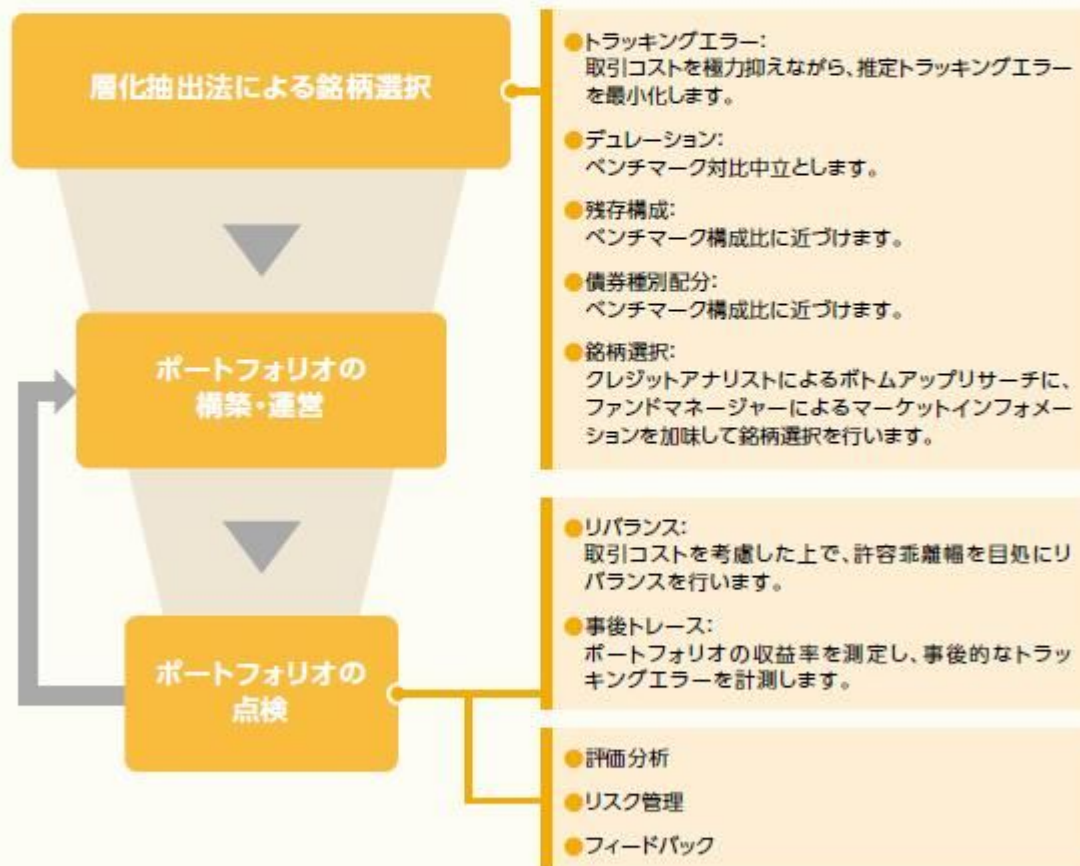 層化抽出法による銘柄選択
●トラッキングエラー：
取引コストを極力抑えながら、推定トラッキングエラー
を最小化します。
●デュレーション：
ベンチマーク対比中立とします。
●残存構成：
ベンチマーク構成比に近づけます。
●債券種別配分：
ベンチマーク構成比に近づけます。
●銘柄選択：
クレジットアナリストによるボトムアップリサーチに、
ファンドマネージャーによるマーケットインフォメー
ションを加味して銘柄選択を行います。
ポートフォリオの
構築・運営
●リバランス：
取引コストを考慮した上で、許容乖離幅を目処にリ
バランスを行います。
●事後トレース：
ポートフォリオの収益率を測定し、事後的なトラッ
キングエラーを計測します。
ポートフォリオの
点検
●評価分析
●リスク管理
●フィードバック